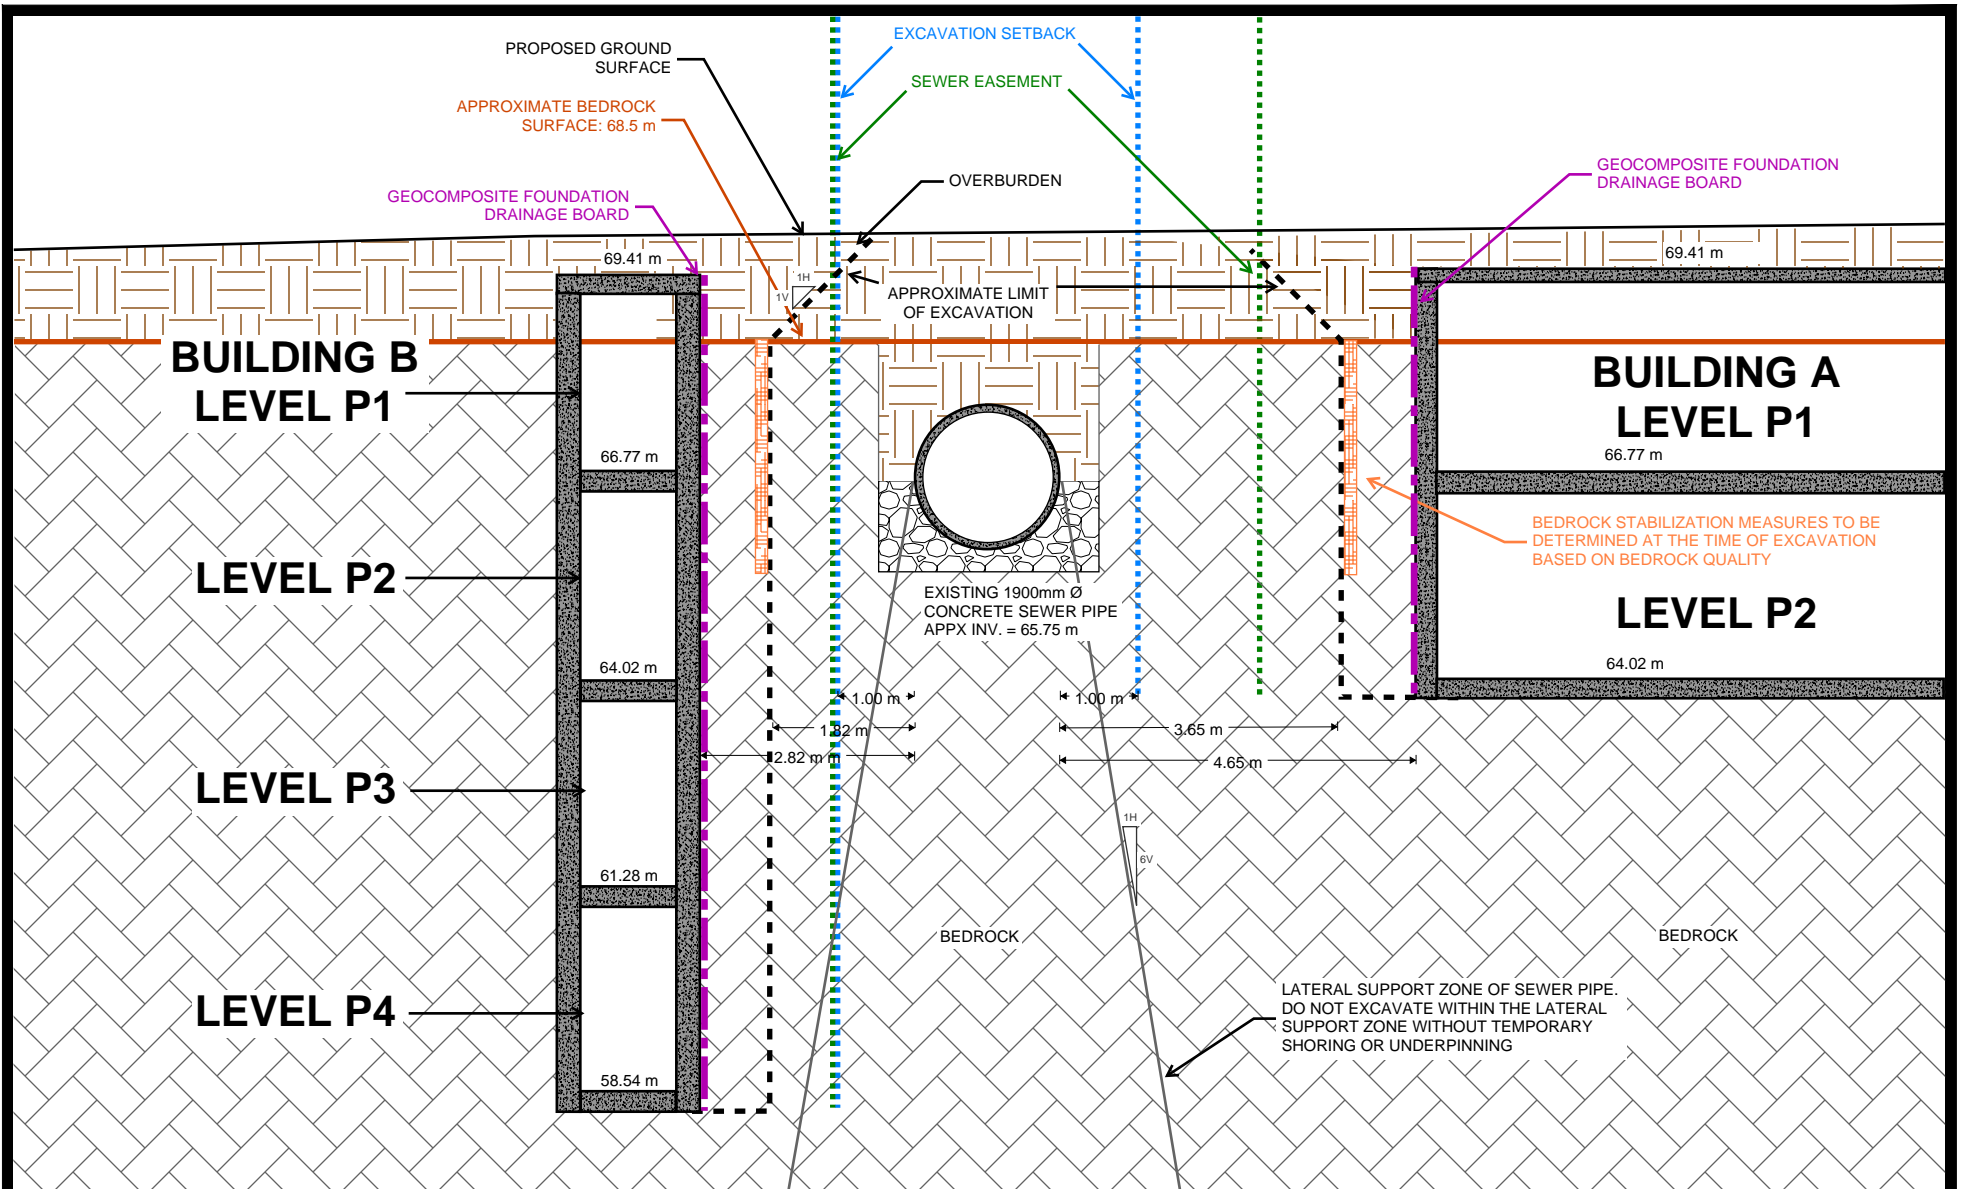 EXCAVATION SETBACK
PROPOSED GROUND
SURFACE
SEWER EASEMENT
APPROXIMATE BEDROCK
SURFACE: 68.5 m
GEOCOMPOSITE FOUNDATION
DRAINAGE BOARD
OVERBURDEN
GEOCOMPOSITE FOUNDATION
DRAINAGE BOARD
69.41 m
69.41 m
1H
1V
APPROXIMATE LIMIT
OF EXCAVATION
BUILDING B
LEVEL P1
BUILDING A
LEVEL P1
66.77 m
66.77 m
BEDROCK STABILIZATION MEASURES TO BE
DETERMINED AT THE TIME OF EXCAVATION
BASED ON BEDROCK QUALITY
LEVEL P2
EXISTING 1900mm Ø
CONCRETE SEWER PIPE
APPX INV. = 65.75 m
LEVEL P2
64.02 m
64.02 m
1.00 m
1.00 m
1.82 m
3.65 m
2.82 m m
4.65 m
LEVEL P3
1H
6V
61.28 m
BEDROCK
BEDROCK
LEVEL P4
LATERAL SUPPORT ZONE OF SEWER PIPE.
DO NOT EXCAVATE WITHIN THE LATERAL
SUPPORT ZONE WITHOUT TEMPORARY
SHORING OR UNDERPINNING
58.54 m